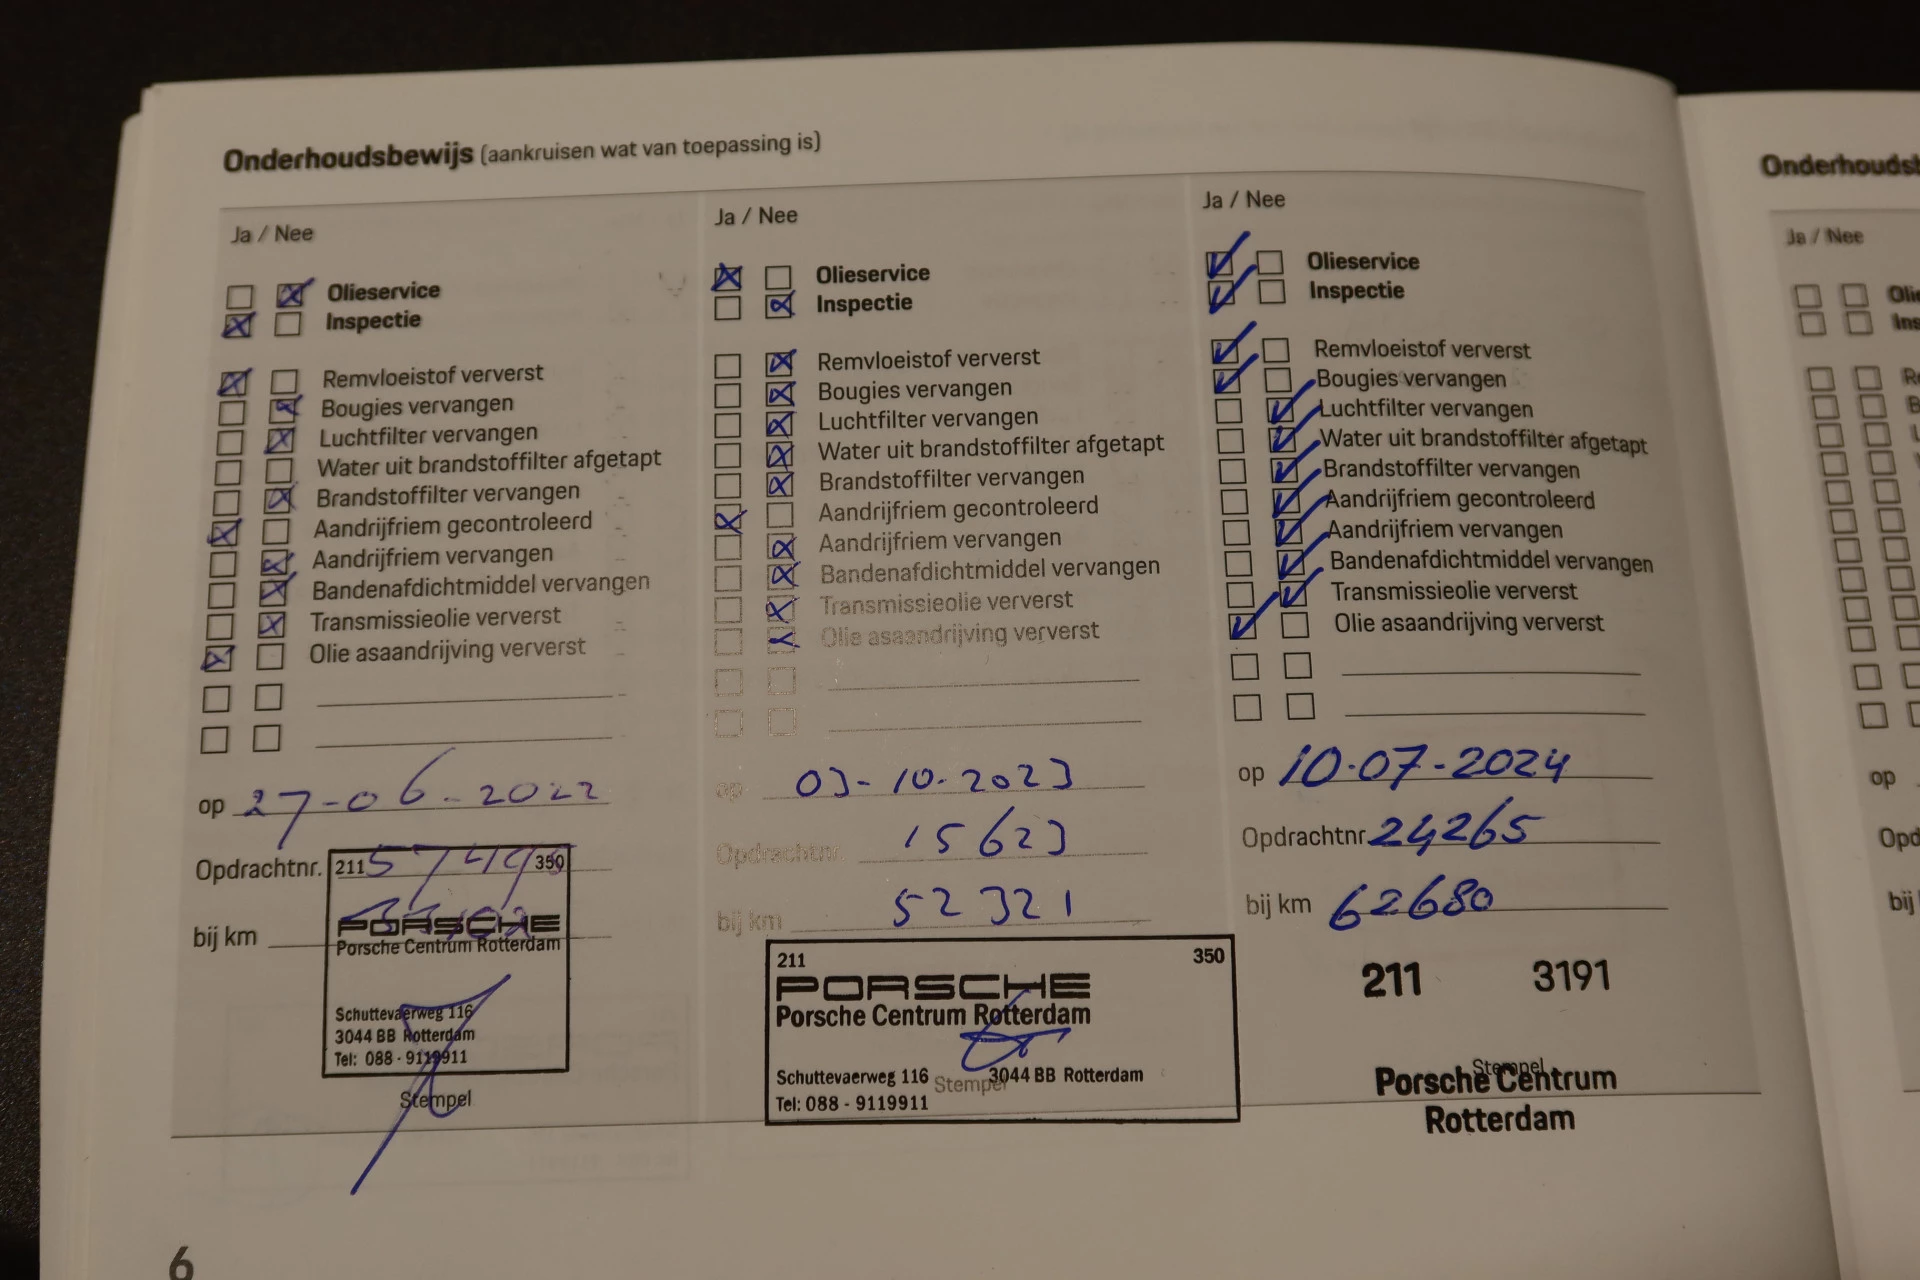 Onderhoudsbewijs (aankruisen wat van toepassing is)
Ja / Nee
Olieservice
Inspectie
Remvloeistof ververst
Bougies vervangen
Luchtfilter vervangen
Water uit brandstoffilter afgetapt
Brandstoffilter vervangen
Aandrijfriem gecontroleerd
Aandrijfriem vervangen
Bandenafdichtmiddel vervangen
Transmissieolie ververst
Olie asaandrijving ververst
op 27-06-2022
Opdrachtnr.
211 350
bij km
PORSCHE
Porsche Centrum Rotterdam
Schuttevaerweg 116
3044 BB Rotterdam
Tel: 088 - 9119911
Stempel
Ja / Nee
Olieservice
Inspectie
Remvloeistof ververst
Bougies vervangen
Luchtfilter vervangen
Water uit brandstoffilter afgetapt
Brandstoffilter vervangen
Aandrijfriem gecontroleerd
Aandrijfriem vervangen
Bandenafdichtmiddel vervangen
Transmissieolie ververst
Olie asaandrijving ververst
op 03-10-2023
Opdrachtnr. 15623
bij km 52321
211 350
PORSCHE
Porsche Centrum Rotterdam
Schuttevaerweg 116 3044 BB Rotterdam
Stempel
Tel: 088 - 9119911
Ja / Nee
Olieservice
Inspectie
Remvloeistof ververst
Bougies vervangen
Luchtfilter vervangen
Water uit brandstoffilter afgetapt
Brandstoffilter vervangen
Aandrijfriem gecontroleerd
Aandrijfriem vervangen
Bandenafdichtmiddel vervangen
Transmissieolie ververst
Olie asaandrijving ververst
op 10-07-2024
Opdrachtnr. 24265
bij km 62680
211 3191
Stempel
Porsche Centrum
Rotterdam
6
Ja / Nee
op